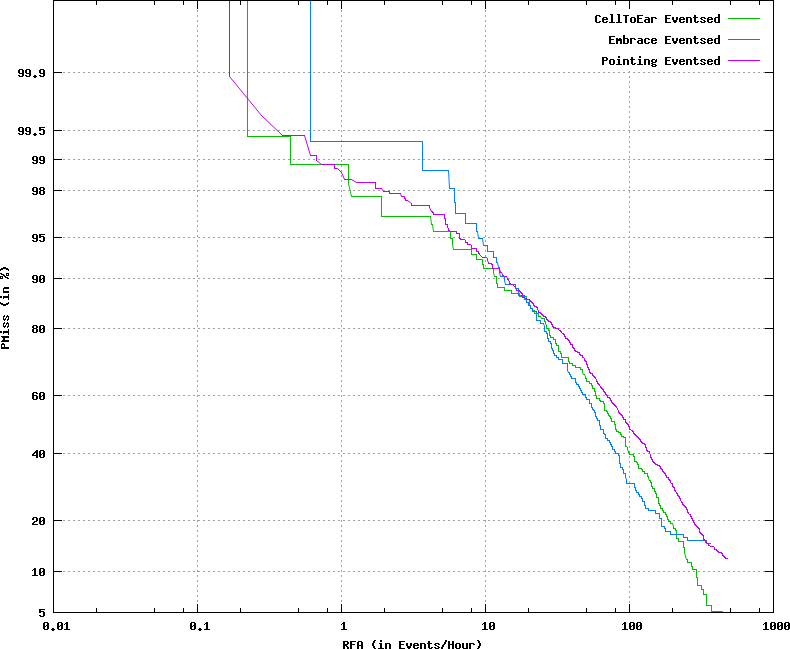 CellToEar Eventsed
Embrace Eventsed
Pointing Eventsed
99.9
99.5
99
98
95
90
80
60
40
20
10
5
PMiss (in %)
0.01 0.1 1 10 100 1000
RFA (in Events/Hour)